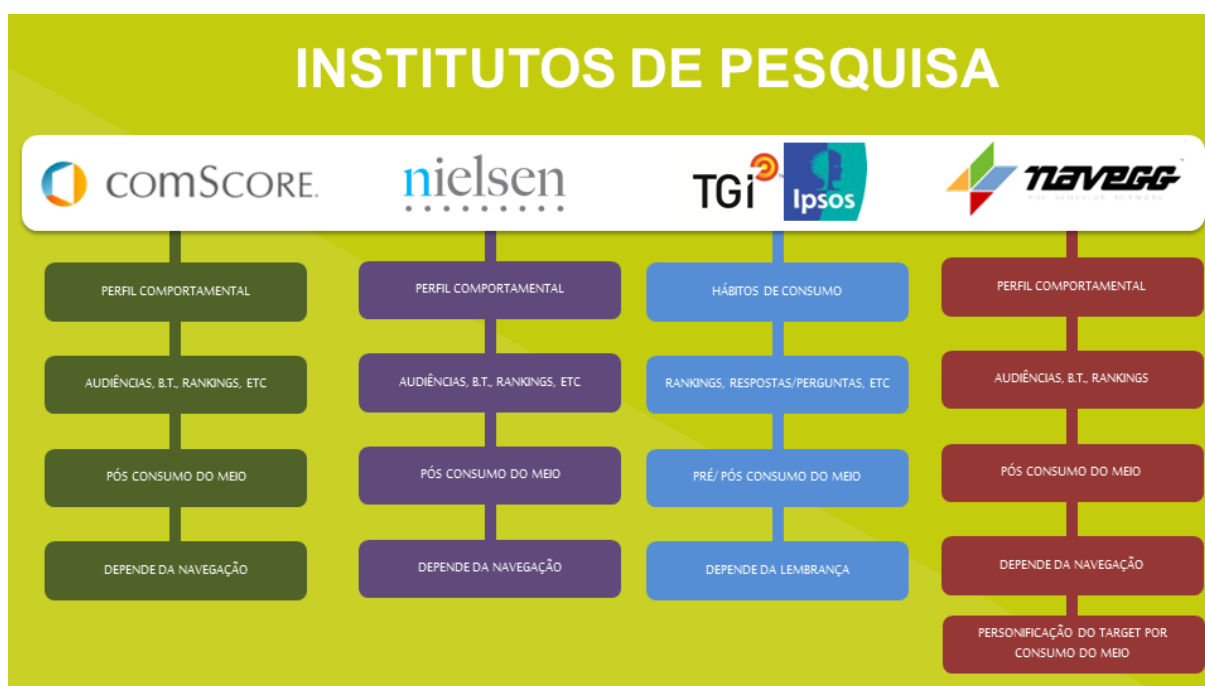 INSTITUTOS DE PESQUISA
comScore.
nielsen
TGi
Ipsos
navegg
PERFIL COMPORTAMENTAL
AUDIÊNCIAS, B.T., RANKINGS, ETC
PÓS CONSUMO DO MEIO
DEPENDE DA NAVEGAÇÃO
PERFIL COMPORTAMENTAL
AUDIÊNCIAS, B.T., RANKINGS, ETC
PÓS CONSUMO DO MEIO
DEPENDE DA NAVEGAÇÃO
HÁBITOS DE CONSUMO
RANKINGS, RESPOSTAS/PERGUNTAS, ETC
PRÉ/ PÓS CONSUMO DO MEIO
DEPENDE DA LEMBRANÇA
PERFIL COMPORTAMENTAL
AUDIÊNCIAS, B.T., RANKINGS
PÓS CONSUMO DO MEIO
DEPENDE DA NAVEGAÇÃO
PERSONIFICAÇÃO DO TARGET POR
CONSUMO DO MEIO